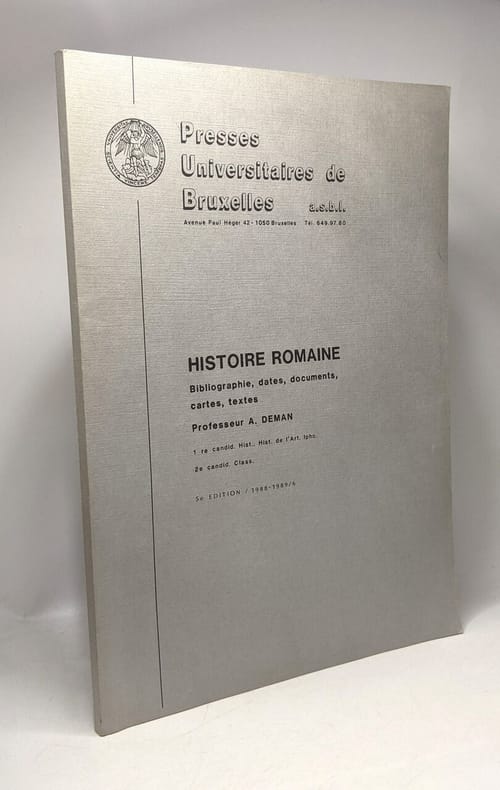 Presses
Universitaires de
Bruxelles a.s.b.l.
Avenue Paul Héger 42 - 1050 Bruxelles Tél. 649.97.80
HISTOIRE ROMAINE
Bibliographie, dates, documents,
cartes, textes
Professeur A. DEMAN
1 re candid. Hist., Hist. de l'Art. Ipho.
2e candid. Class.
5e EDITION / 1988-1989/6